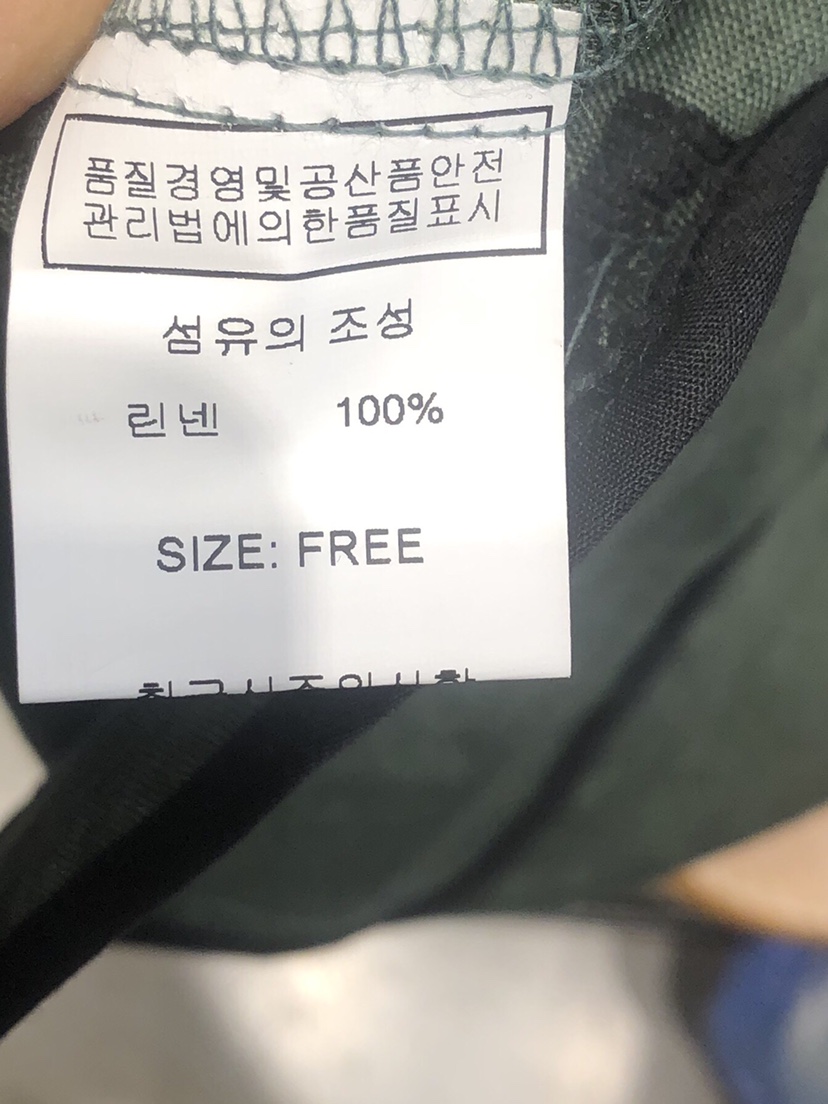 품질경영및공산품안전
관리법에의한품질표시
섬유의 조성
린넨 100%
SIZE: FREE